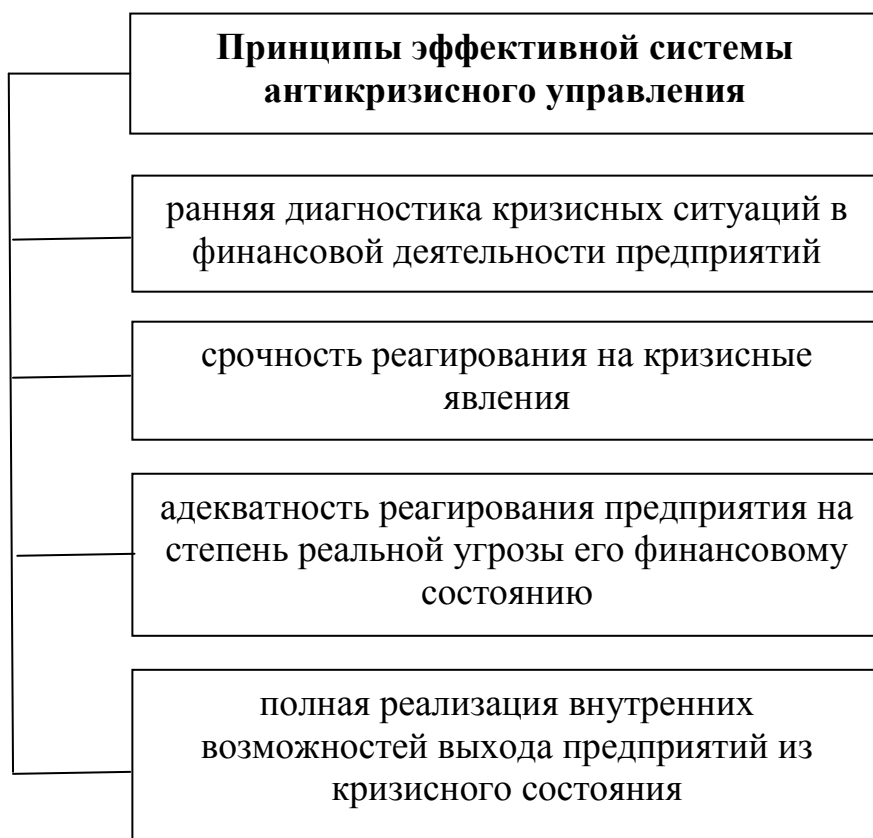 Принципы эффективной системы
антикризисного управления
ранняя диагностика кризисных ситуаций в
финансовой деятельности предприятий
срочность реагирования на кризисные
явления
адекватность реагирования предприятия на
степень реальной угрозы его финансовому
состоянию
полная реализация внутренних
возможностей выхода предприятий из
кризисного состояния